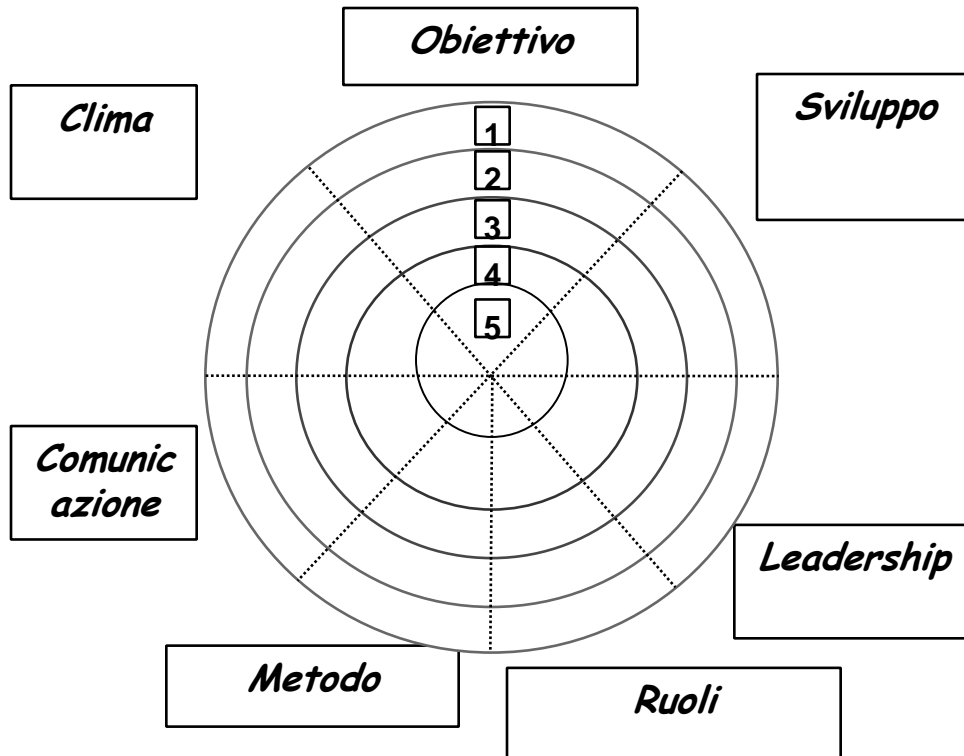 Obiettivo
Clima
Sviluppo
1
2
3
4
5
Comunic
azione
Leadership
Metodo
Ruoli